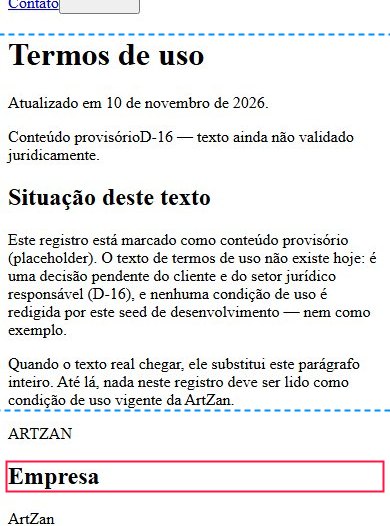 Contato
Termos de uso
Atualizado em 10 de novembro de 2026.
Conteúdo provisórioD-16 — texto ainda não validado
juridicamente.
Situação deste texto
Este registro está marcado como conteúdo provisório
(placeholder). O texto de termos de uso não existe hoje: é
uma decisão pendente do cliente e do setor jurídico
responsável (D-16), e nenhuma condição de uso é
redigida por este seed de desenvolvimento — nem como
exemplo.
Quando o texto real chegar, ele substitui este parágrafo
inteiro. Até lá, nada neste registro deve ser lido como
condição de uso vigente da ArtZan.
ARTZAN
Empresa
ArtZan